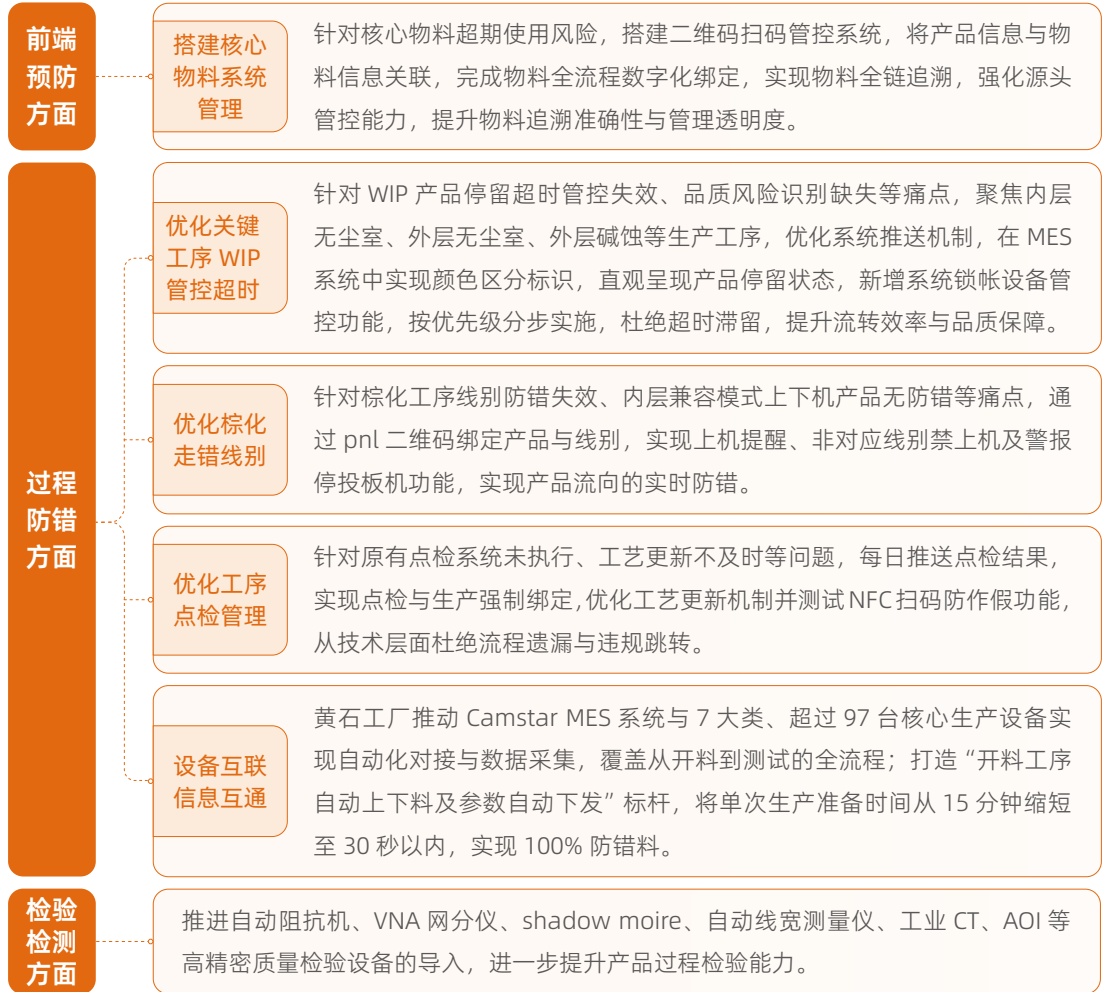 前端
预防
方面
搭建核心
物料系统
管理
针对核心物料超期使用风险，搭建二维码扫码管控系统，将产品信息与物
料信息关联，完成物料全流程数字化绑定，实现物料全链追溯，强化源头
管控能力，提升物料追溯准确性与管理透明度。
过程
防错
方面
优化关键
工序 WIP
管控超时
针对 WIP 产品停留超时管控失效、品质风险识别缺失等痛点，聚焦内层
无尘室、外层无尘室、外层碱蚀等生产工序，优化系统推送机制，在 MES
系统中实现颜色区分标识，直观呈现产品停留状态，新增系统锁帐设备管
控功能，按优先级分步实施，杜绝超时滞留，提升流转效率与品质保障。
优化棕化
走错线别
针对棕化工序线别防错失效、内层兼容模式上下机产品无防错等痛点，通
过 pnl 二维码绑定产品与线别，实现上机提醒、非对应线别禁上机及警报
停投板机功能，实现产品流向的实时防错。
优化工序
点检管理
针对原有点检系统未执行、工艺更新不及时等问题，每日推送点检结果，
实现点检与生产强制绑定，优化工艺更新机制并测试 NFC 扫码防作假功能，
从技术层面杜绝流程遗漏与违规跳转。
设备互联
信息互通
黄石工厂推动 Camstar MES 系统与 7 大类、超过 97 台核心生产设备实
现自动化对接与数据采集，覆盖从开料到测试的全流程；打造“开料工序
自动上下料及参数自动下发”标杆，将单次生产准备时间从 15 分钟缩短
至 30 秒以内，实现 100% 防错料。
检验
检测
方面
推进自动阻抗机、VNA 网分仪、shadow moire、自动线宽测量仪、工业 CT、AOI 等
高精密质量检验设备的导入，进一步提升产品过程检验能力。